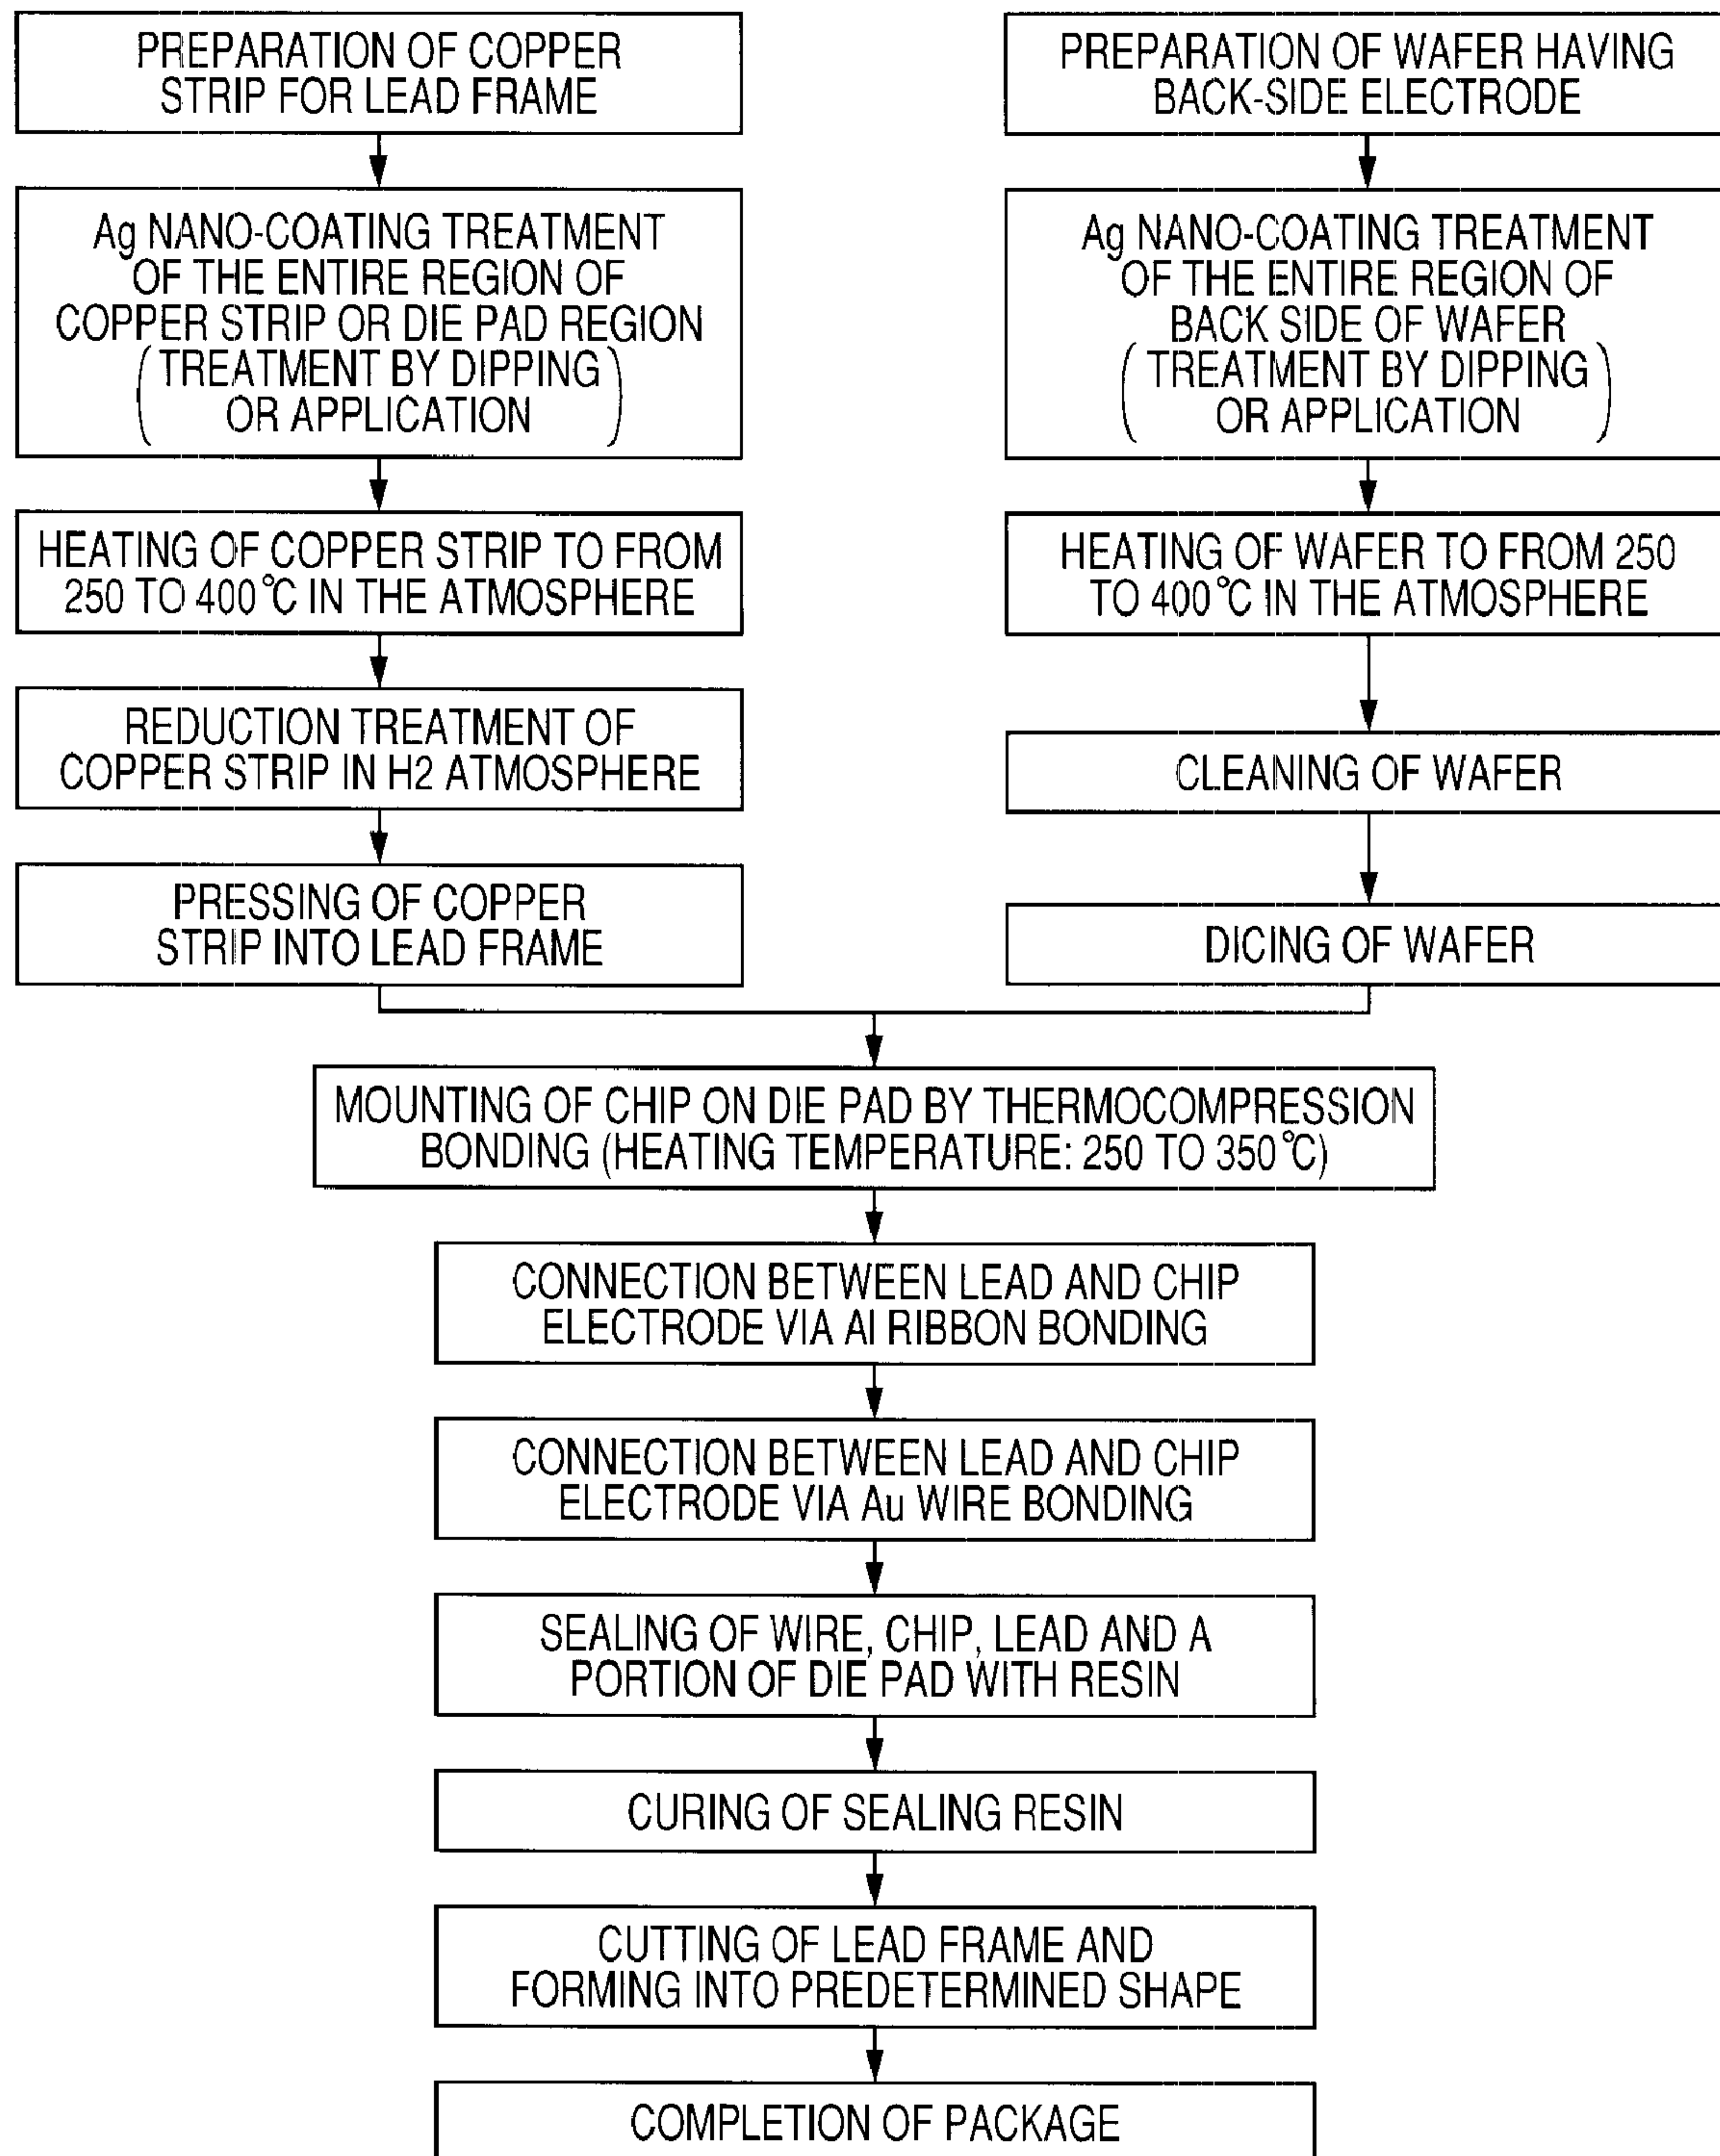 PREPARATION OF COPPER
STRIP FOR LEAD FRAME
Ag NANO-COATING TREATMENT
OF THE ENTIRE REGION OF
COPPER STRIP OR DIE PAD REGION
(TREATMENT BY DIPPING
OR APPLICATION)
HEATING OF COPPER STRIP TO FROM
250 TO 400°C IN THE ATMOSPHERE
REDUCTION TREATMENT OF
COPPER STRIP IN H2 ATMOSPHERE
PRESSING OF COPPER
STRIP INTO LEAD FRAME
PREPARATION OF WAFER HAVING
BACK-SIDE ELECTRODE
Ag NANO-COATING TREATMENT
OF THE ENTIRE REGION OF
BACK SIDE OF WAFER
(TREATMENT BY DIPPING
OR APPLICATION)
HEATING OF WAFER TO FROM 250
TO 400°C IN THE ATMOSPHERE
CLEANING OF WAFER
DICING OF WAFER
MOUNTING OF CHIP ON DIE PAD BY THERMOCOMPRESSION
BONDING (HEATING TEMPERATURE: 250 TO 350°C)
CONNECTION BETWEEN LEAD AND CHIP
ELECTRODE VIA Al RIBBON BONDING
CONNECTION BETWEEN LEAD AND CHIP
ELECTRODE VIA Au WIRE BONDING
SEALING OF WIRE, CHIP, LEAD AND A
PORTION OF DIE PAD WITH RESIN
CURING OF SEALING RESIN
CUTTING OF LEAD FRAME AND
FORMING INTO PREDETERMINED SHAPE
COMPLETION OF PACKAGE